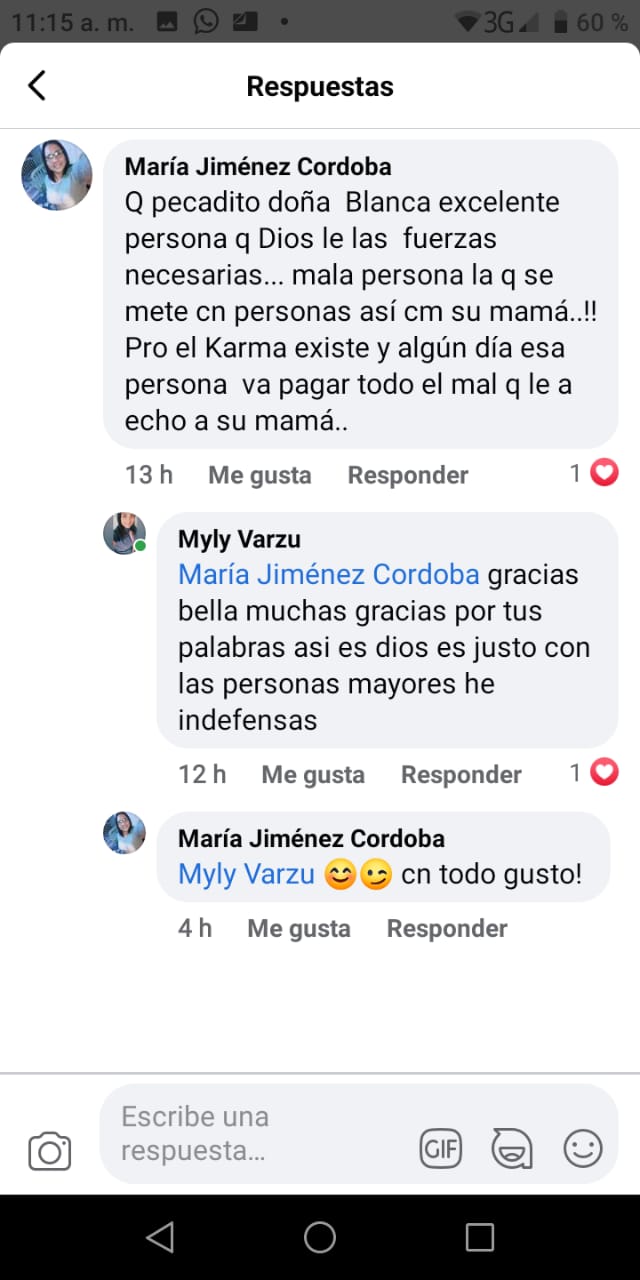 11:15 a. m.
3G
60 %
Respuestas
María Jiménez Cordoba
Q pecadito doña Blanca excelente
persona q Dios le las fuerzas
necesarias... mala persona la q se
mete cn personas así cm su mamá..!!
Pro el Karma existe y algún día esa
persona va pagar todo el mal q le a
echo a su mamá..
13 h Me gusta Responder 1
Myly Varzu
María Jiménez Cordoba gracias
bella muchas gracias por tus
palabras asi es dios es justo con
las personas mayores he
indefensas
12 h Me gusta Responder 1
María Jiménez Cordoba
Myly Varzu 😊😉 cn todo gusto!
4 h Me gusta Responder
Escribe una
respuesta...
GIF